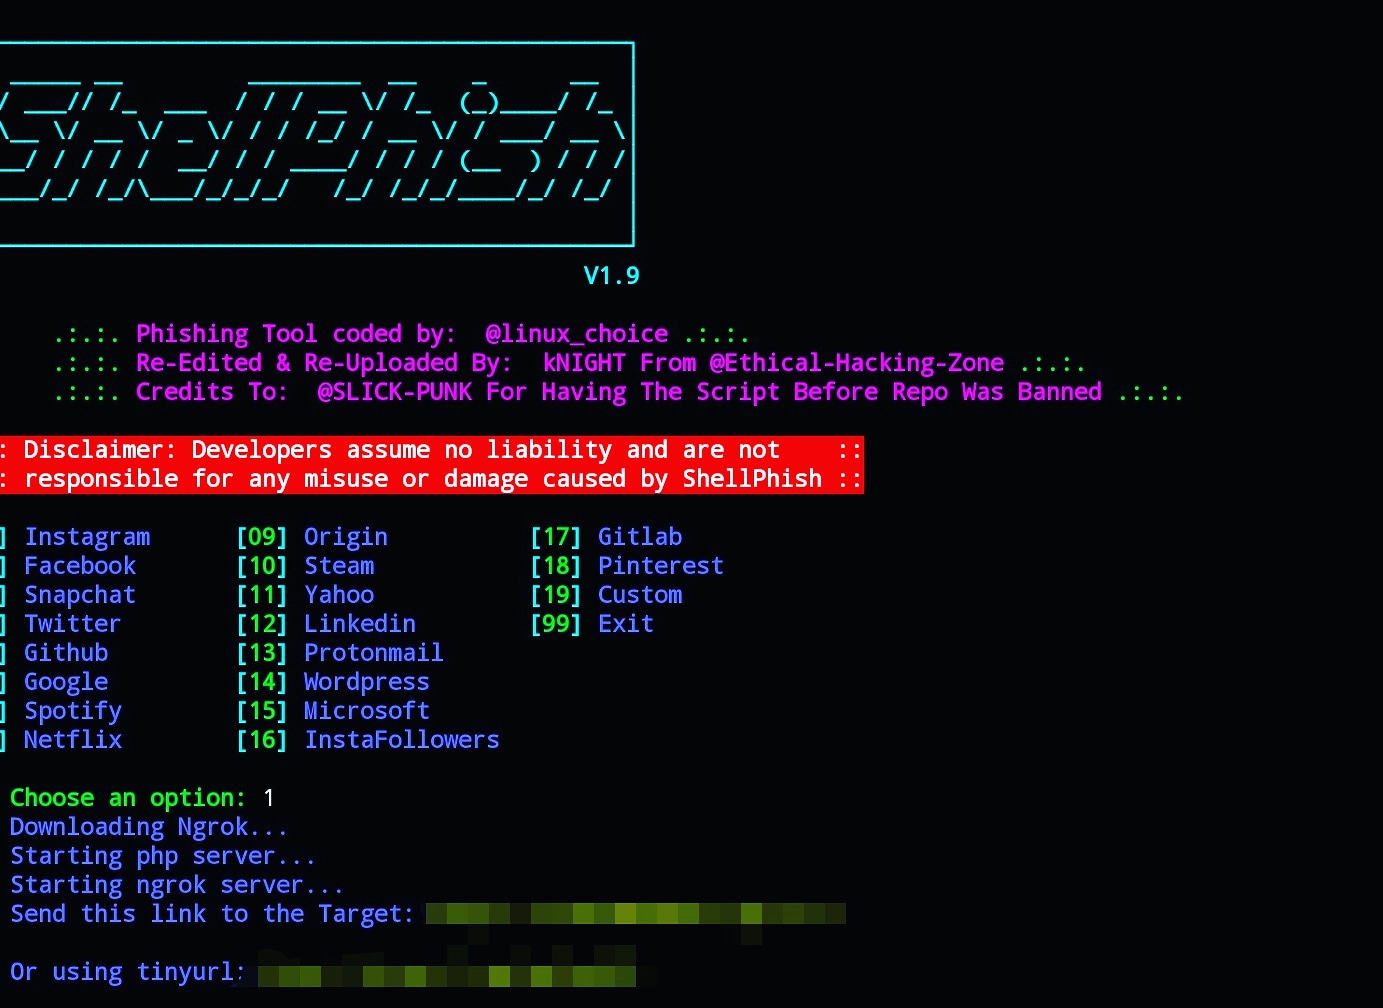 ShellPhish
V1.9
.:.:. Phishing Tool coded by: @linux_choice .:.:.
.:.:. Re-Edited & Re-Uploaded By: kNIGHT From @Ethical-Hacking-Zone .:.:.
.:.:. Credits To: @SLICK-PUNK For Having The Script Before Repo Was Banned .:.:.
: Disclaimer: Developers assume no liability and are not ::
: responsible for any misuse or damage caused by ShellPhish ::
] Instagram [09] Origin [17] Gitlab
] Facebook [10] Steam [18] Pinterest
] Snapchat [11] Yahoo [19] Custom
] Twitter [12] Linkedin [99] Exit
] Github [13] Protonmail
] Google [14] Wordpress
] Spotify [15] Microsoft
] Netflix [16] InstaFollowers
Choose an option: 1
Downloading Ngrok...
Starting php server...
Starting ngrok server...
Send this link to the Target:
Or using tinyurl: